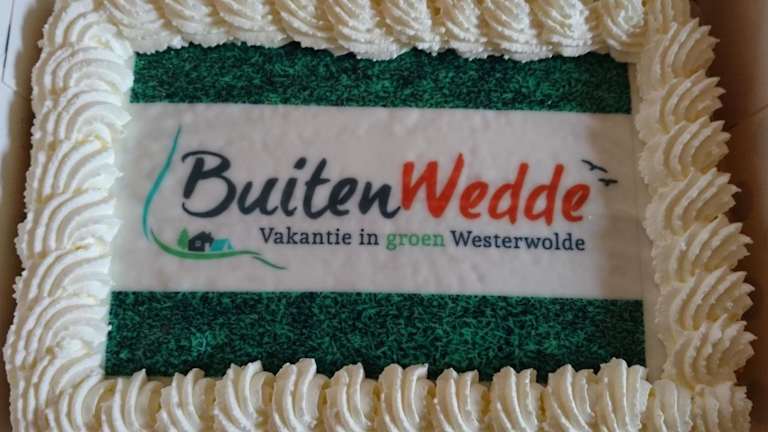 BuitenWedde
Vakantie in groen Westerwolde